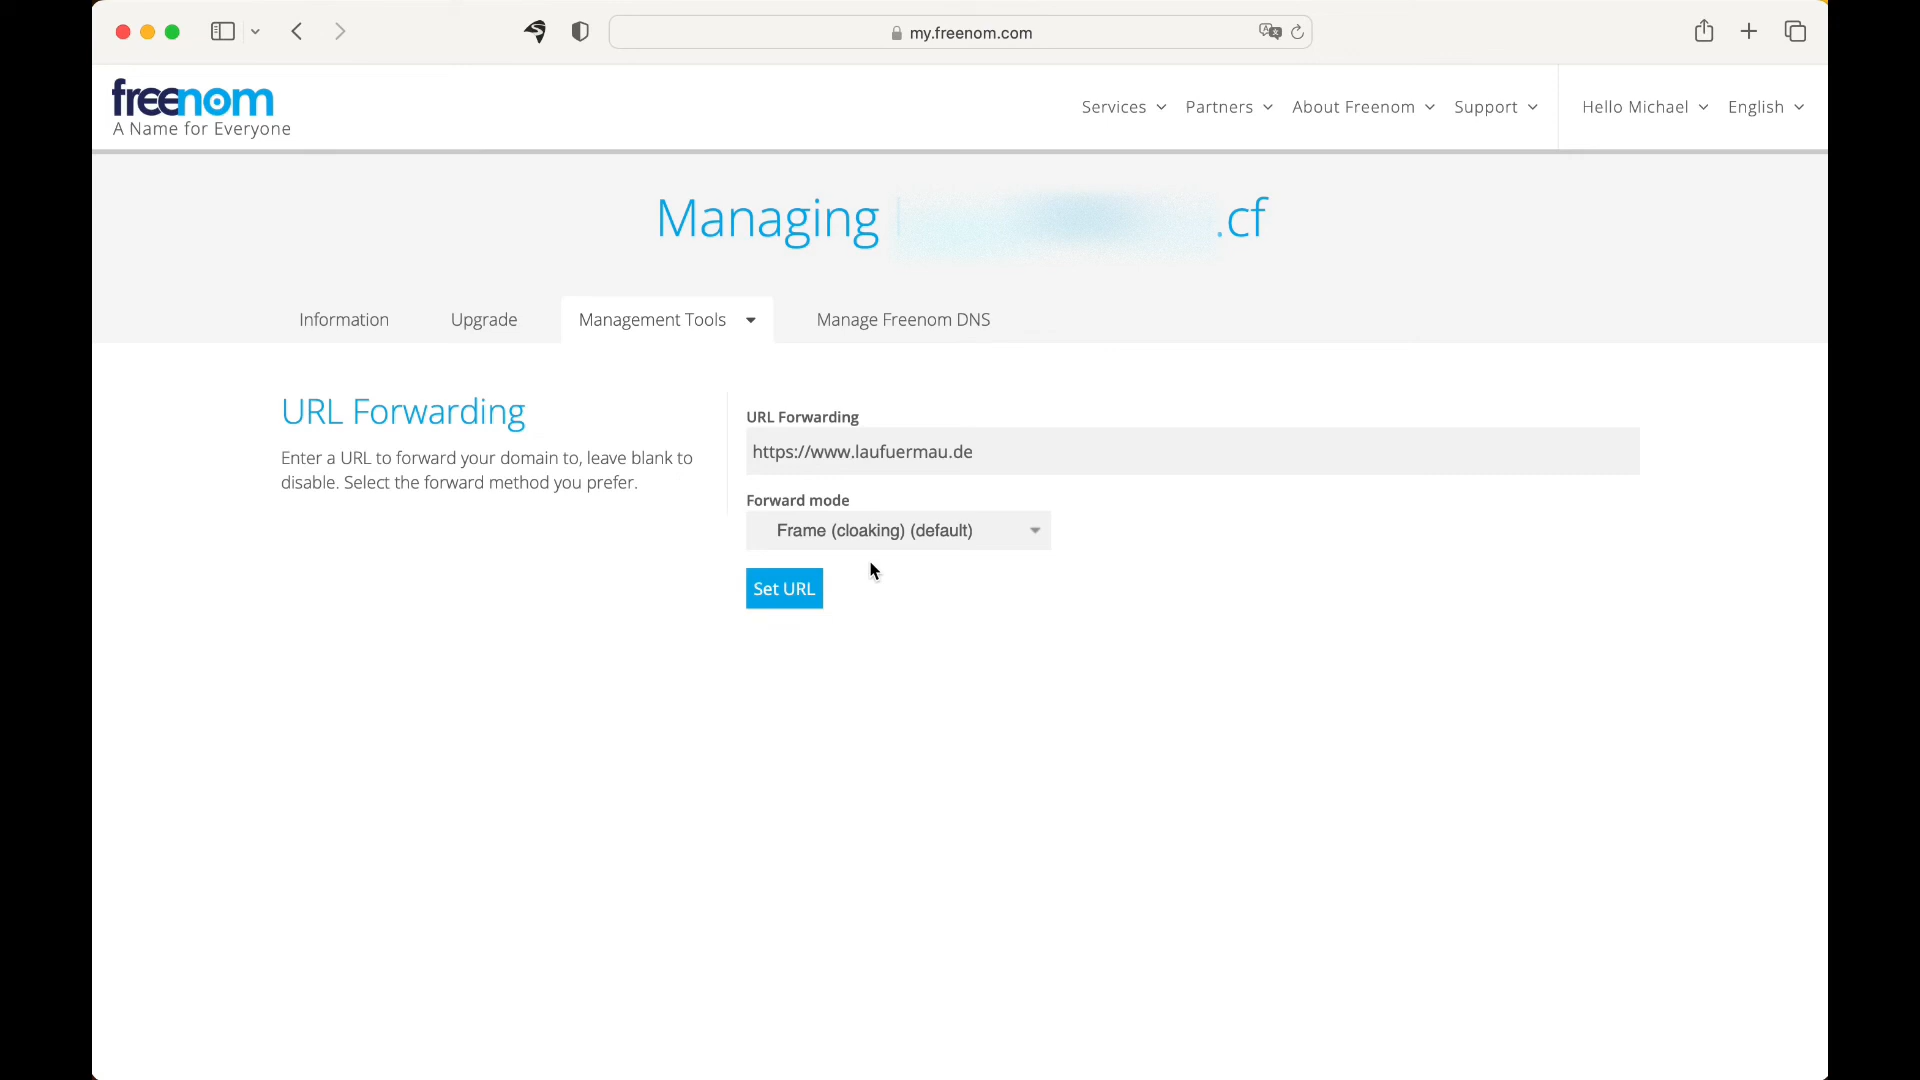 my.freenom.com
freenom
A Name for Everyone
Services
Partners
About Freenom
Support
Hello Michael
English
Managing .cf
Information
Upgrade
Management Tools
Manage Freenom DNS
URL Forwarding
Enter a URL to forward your domain to, leave blank to
disable. Select the forward method you prefer.
URL Forwarding
https://www.laufuermau.de
Forward mode
Frame (cloaking) (default)
Set URL